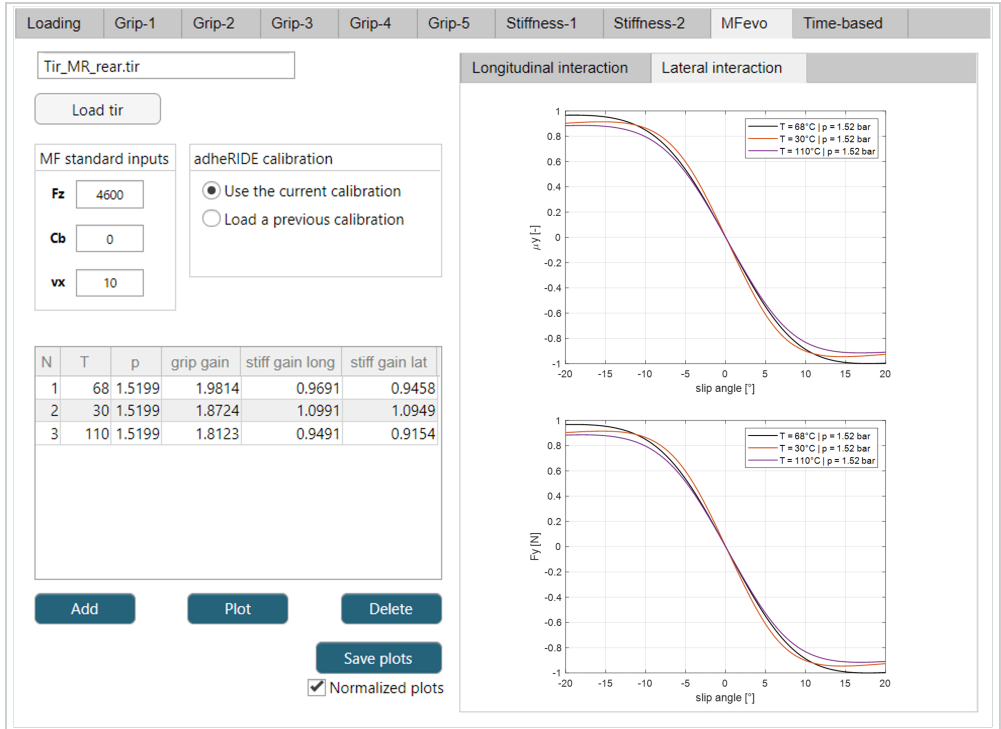 Loading Grip-1 Grip-2 Grip-3 Grip-4 Grip-5 Stiffness-1 Stiffness-2 MFevo Time-based
Tir_MR_rear.tir
Load tir
MF standard inputs
Fz 4600
Cb 0
vx 10
adheRIDE calibration
Use the current calibration
Load a previous calibration
N T p grip gain stiff gain long stiff gain lat
1 68 1.5199 1.9814 0.9691 0.9458
2 30 1.5199 1.8724 1.0991 1.0949
3 110 1.5199 1.8123 0.9491 0.9154
Add Plot Delete
Save plots
Normalized plots
Longitudinal interaction Lateral interaction
T = 68°C | p = 1.52 bar
T = 30°C | p = 1.52 bar
T = 110°C | p = 1.52 bar
1
0.8
0.6
0.4
0.2
0
-0.2
-0.4
-0.6
-0.8
-1
μy [-]
-20 -15 -10 -5 0 5 10 15 20
slip angle [°]
T = 68°C | p = 1.52 bar
T = 30°C | p = 1.52 bar
T = 110°C | p = 1.52 bar
1
0.8
0.6
0.4
0.2
0
-0.2
-0.4
-0.6
-0.8
-1
Fy [N]
-20 -15 -10 -5 0 5 10 15 20
slip angle [°]